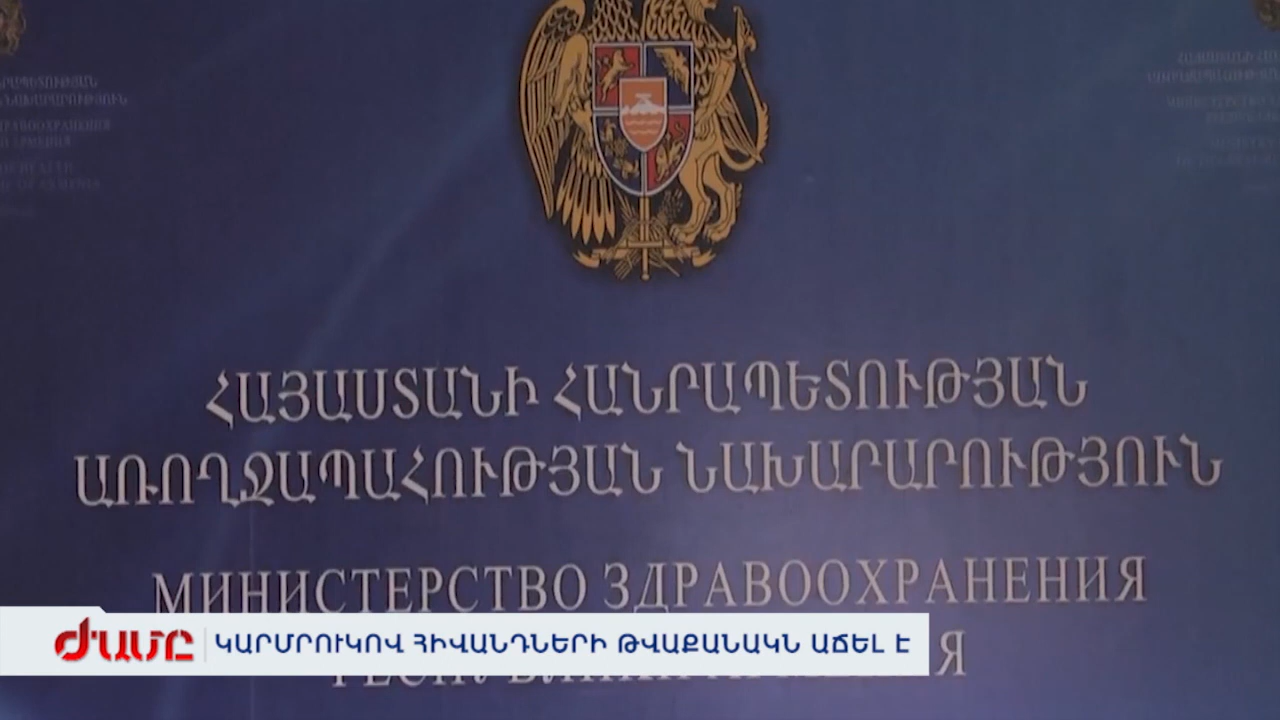 ՀԱՅԱՍՏԱՆԻ ՀԱՆՐԱՊԵՏՈՒԹՅԱՆ
ԱՌՈՂՋԱՊԱՀՈՒԹՅԱՆ ՆԱԽԱՐԱՐՈՒԹՅՈՒՆ
МИНИСТЕРСТВО ЗДРАВООХРАНЕНИЯ
ԺԱՄԸ ԿԱՐՄՐՈՒԿՈՎ ՀԻՎԱՆԴՆԵՐԻ ԹՎԱՔԱՆԱԿՆ ԱՃԵԼ Է